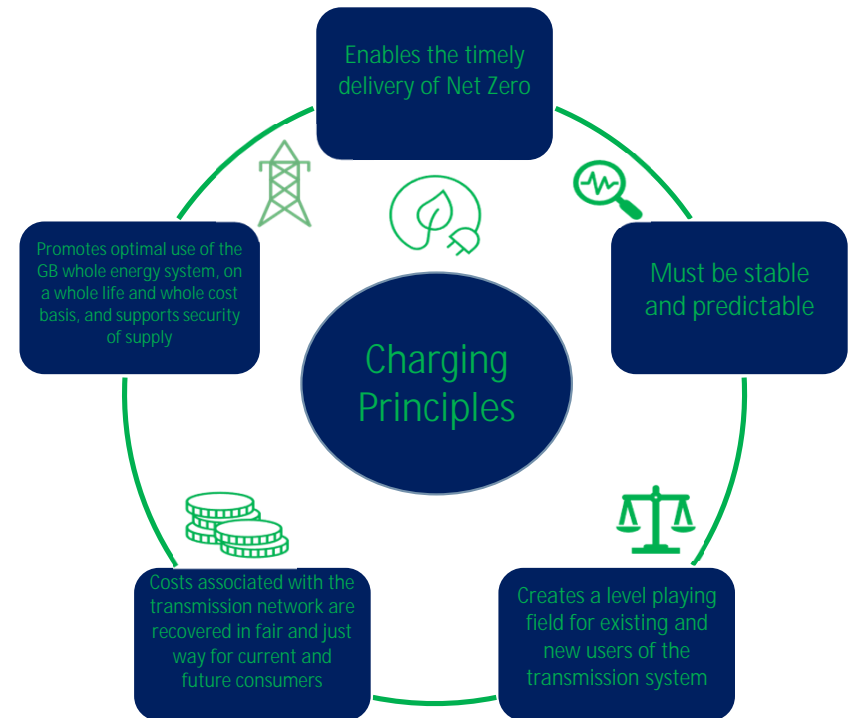 Enables the timely
delivery of Net Zero
Promotes optimal use of the
GB whole energy system, on
a whole life and whole cost
basis, and supports security
of supply
Must be stable
and predictable
Charging
Principles
Costs associated with the
transmission network are
recovered in fair and just
way for current and
future consumers
Creates a level playing
field for existing and
new users of the
transmission system